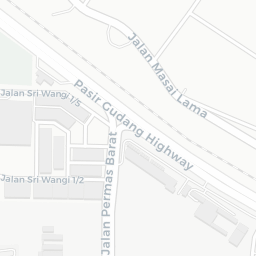 Jalan Masai Lama
Pasir Gudang Highway
Jalan Sri Wangi 1/5
Jalan Permas Barat
Jalan Sri Wangi 1/2